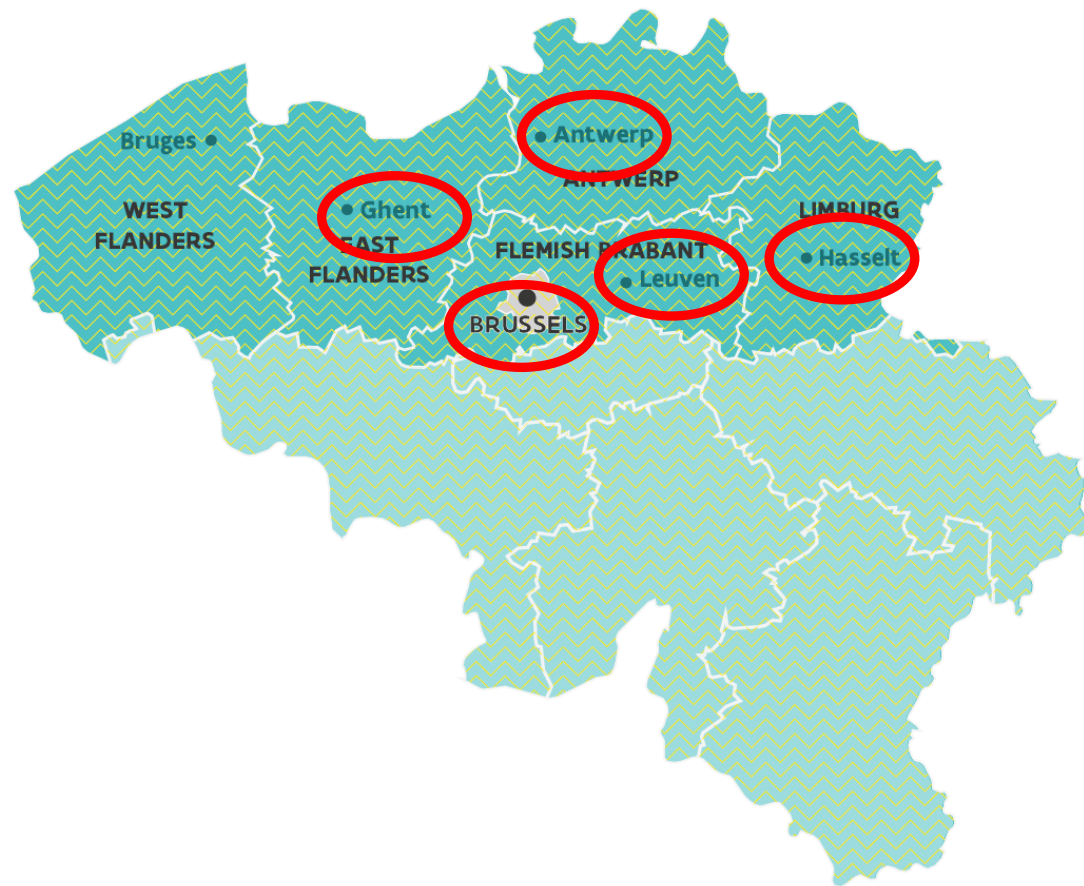 Antwerp
Bruges
ANTWERP
Ghent
WEST
FLANDERS
LIMBURG
EAST
FLANDERS
FLEMISH BRABANT
Hasselt
Leuven
BRUSSELS